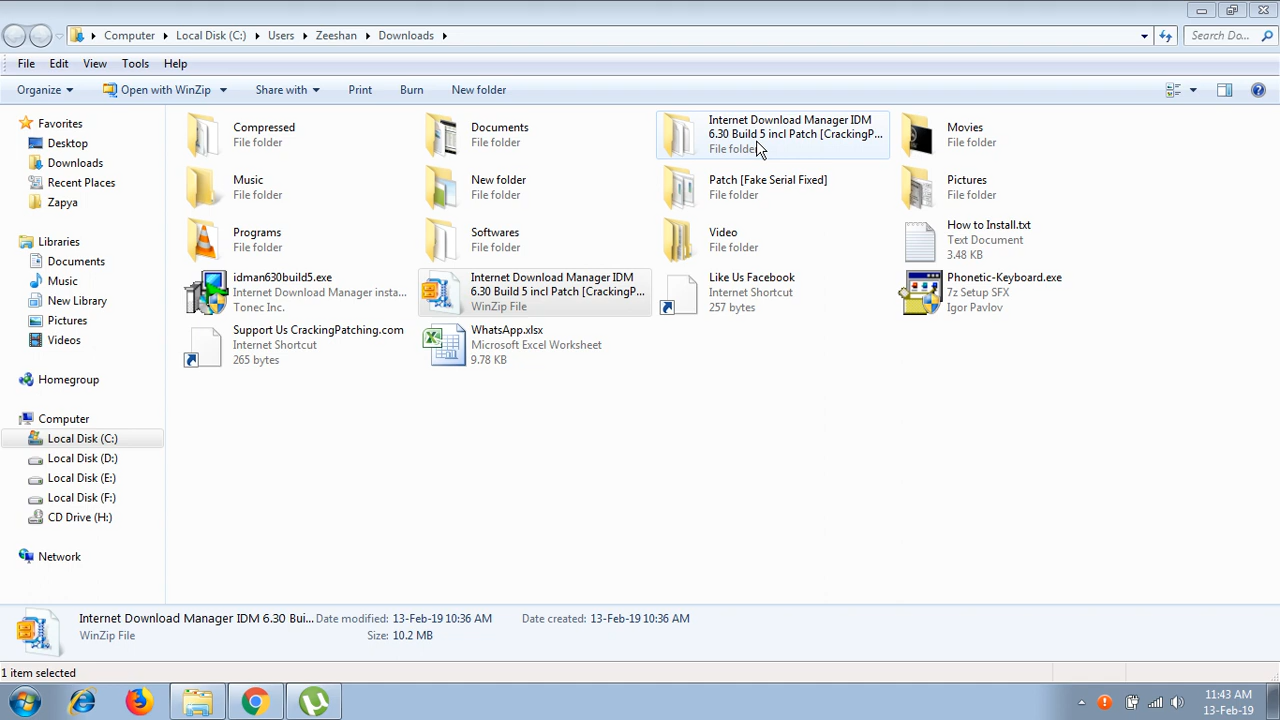 Computer Local Disk (C:) Users Zeeshan Downloads Search Do...
File Edit View Tools Help
Organize Open with WinZip Share with Print Burn New folder
Favorites
Desktop
Downloads
Recent Places
Zapya
Libraries
Documents
Music
New Library
Pictures
Videos
Homegroup
Computer
Local Disk (C:)
Local Disk (D:)
Local Disk (E:)
Local Disk (F:)
CD Drive (H:)
Network
Compressed
File folder
Documents
File folder
Internet Download Manager IDM
6.30 Build 5 incl Patch [CrackingP...
File folder
Movies
File folder
Music
File folder
New folder
File folder
Patch [Fake Serial Fixed]
File folder
Pictures
File folder
Programs
File folder
Softwares
File folder
Video
File folder
How to Install.txt
Text Document
3.48 KB
idman630build5.exe
Internet Download Manager insta...
Tonec Inc.
Internet Download Manager IDM
6.30 Build 5 incl Patch [CrackingP...
WinZip File
Like Us Facebook
Internet Shortcut
257 bytes
Phonetic-Keyboard.exe
7z Setup SFX
Igor Pavlov
Support Us CrackingPatching.com
Internet Shortcut
265 bytes
WhatsApp.xlsx
Microsoft Excel Worksheet
9.78 KB
Internet Download Manager IDM 6.30 Bui... Date modified: 13-Feb-19 10:36 AM Date created: 13-Feb-19 10:36 AM
WinZip File Size: 10.2 MB
1 item selected
11:43 AM
13-Feb-19